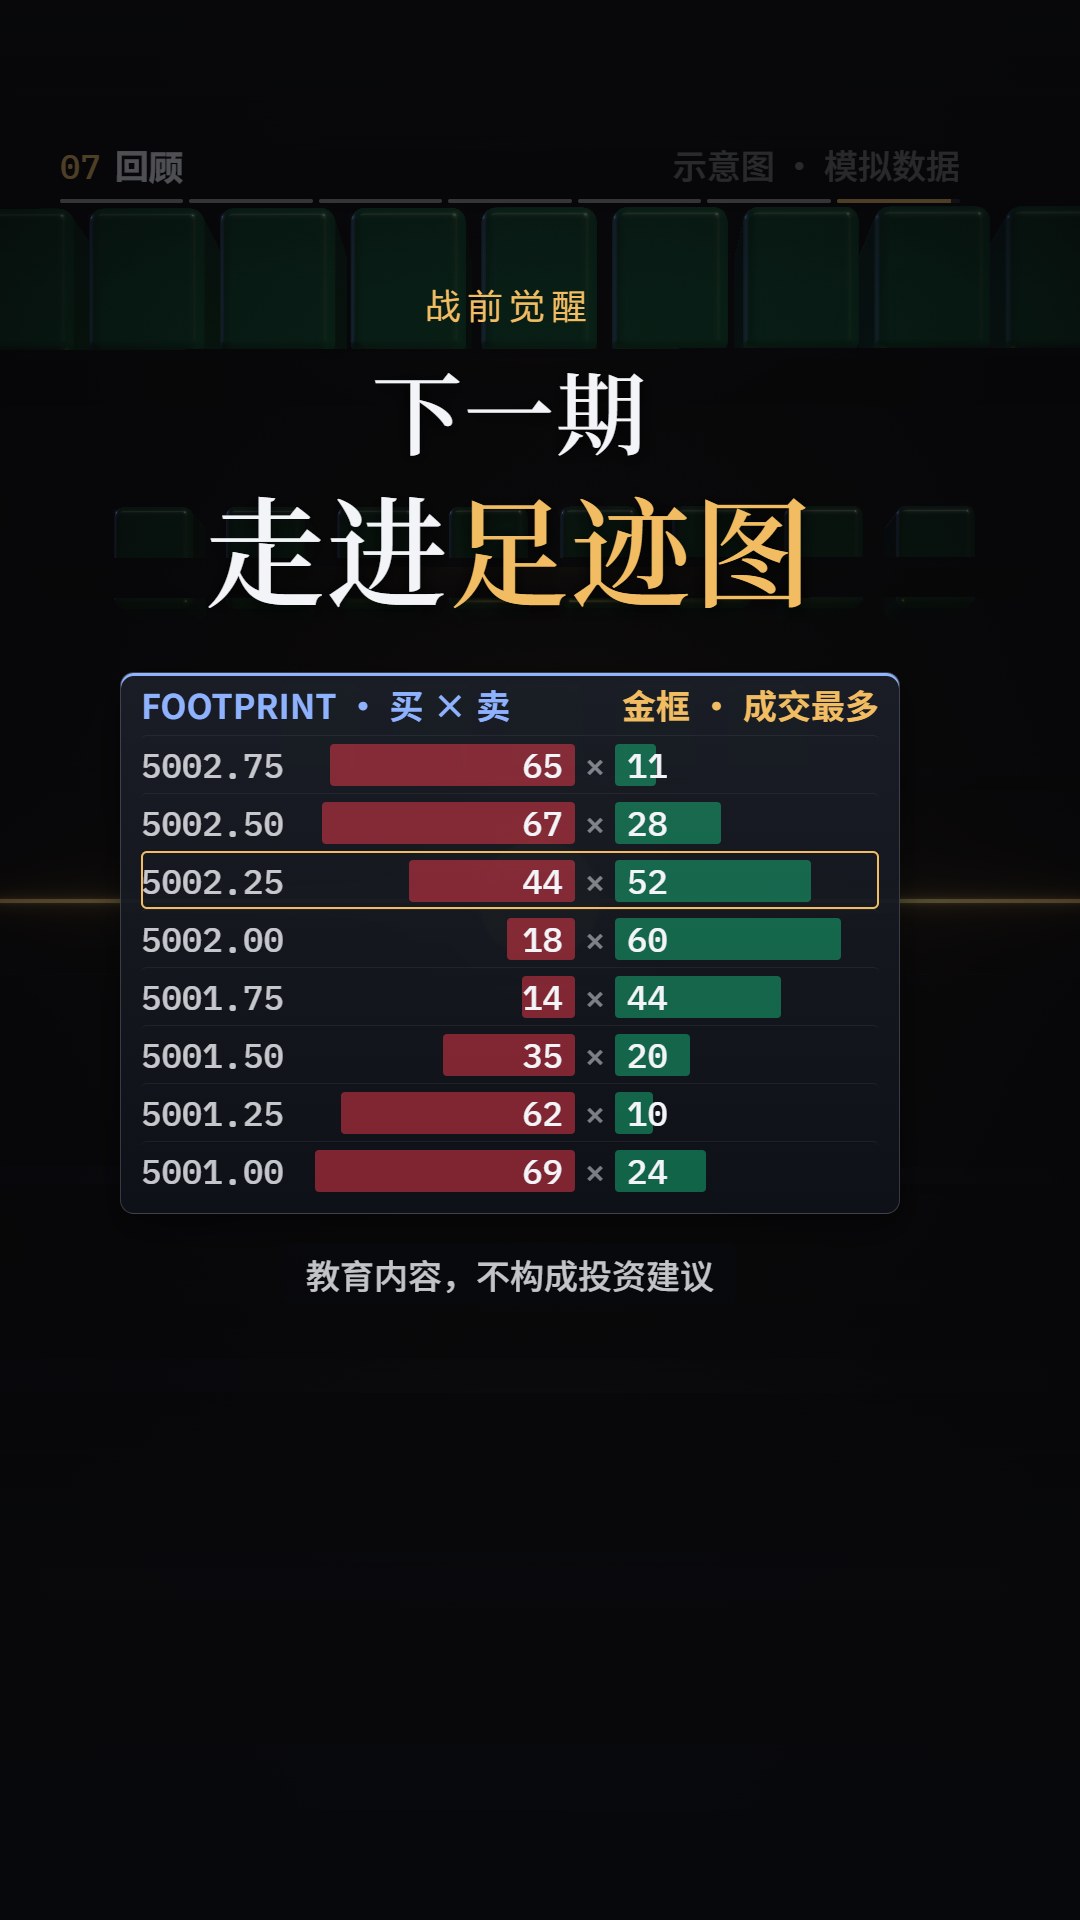 07 回顾
示意图 · 模拟数据
战前觉醒
下一期
走进足迹图
FOOTPRINT · 买 × 卖
金框 · 成交最多
5002.75 65 × 11
5002.50 67 × 28
5002.25 44 × 52
5002.00 18 × 60
5001.75 14 × 44
5001.50 35 × 20
5001.25 62 × 10
5001.00 69 × 24
教育内容，不构成投资建议